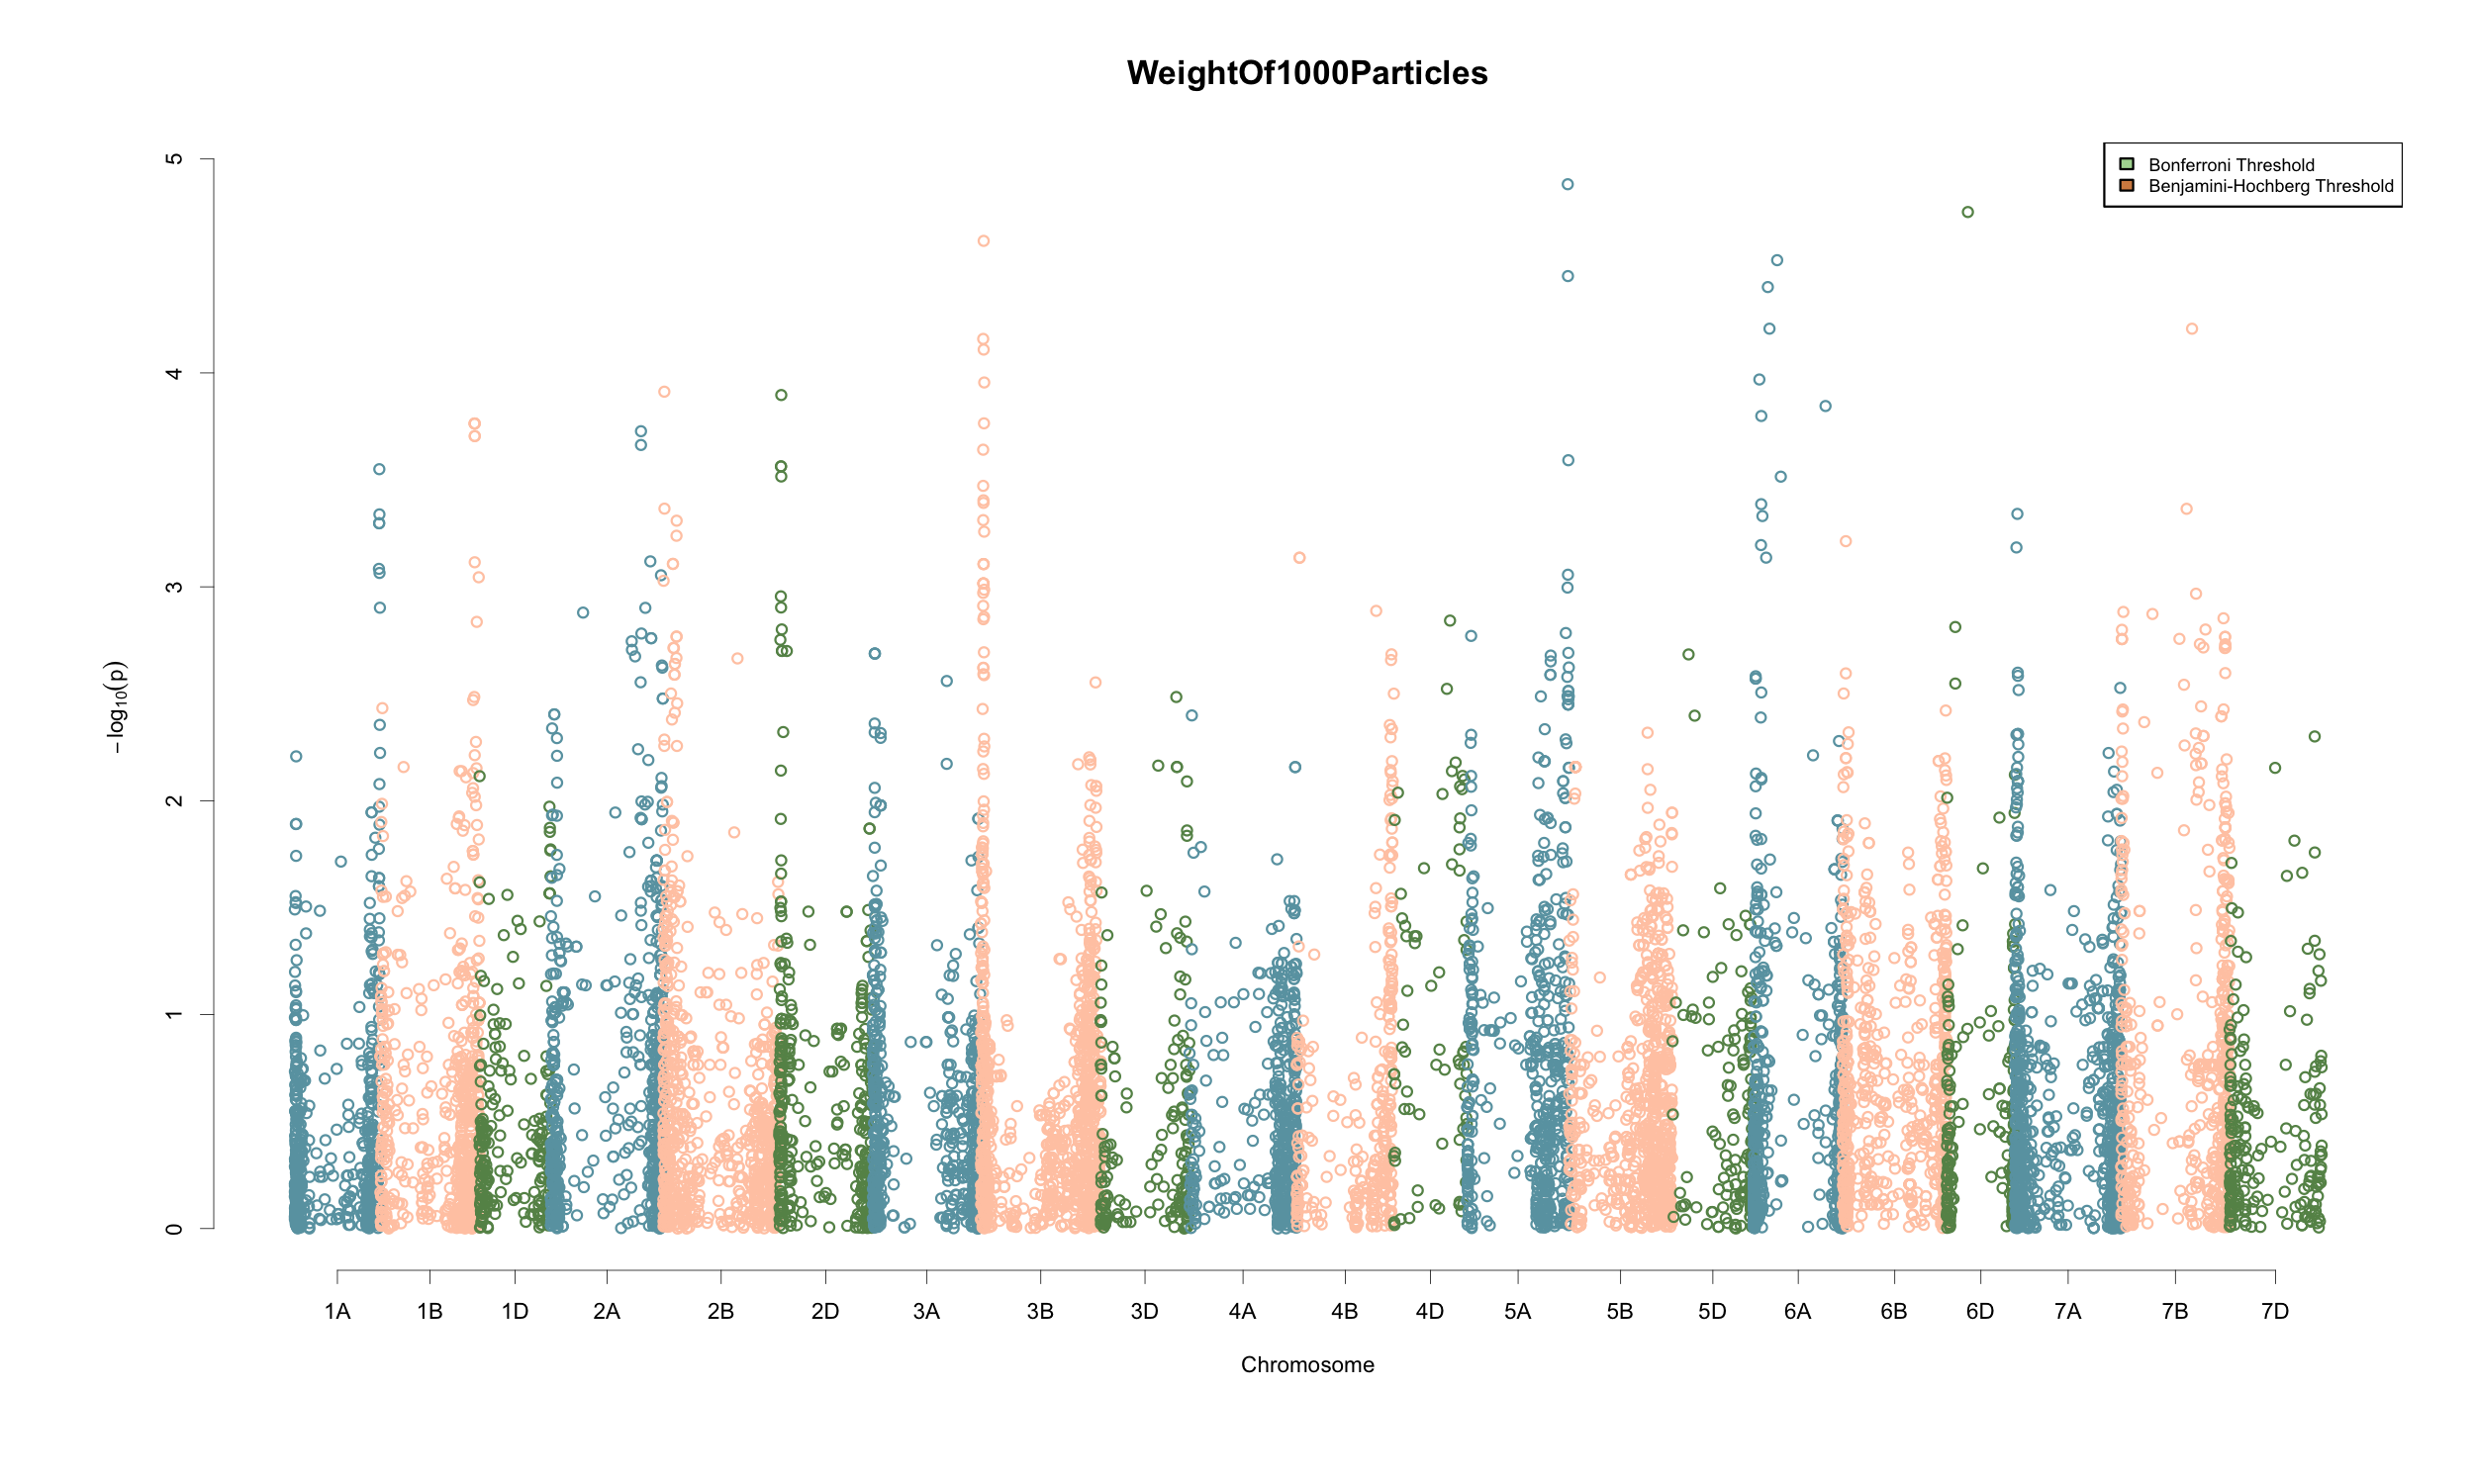 WeightOf1000Particles
Bonferroni Threshold
Benjamini-Hochberg Threshold
5
4
3
2
1
0
−log10(p)
1A 1B 1D 2A 2B 2D 3A 3B 3D 4A 4B 4D 5A 5B 5D 6A 6B 6D 7A 7B 7D
Chromosome